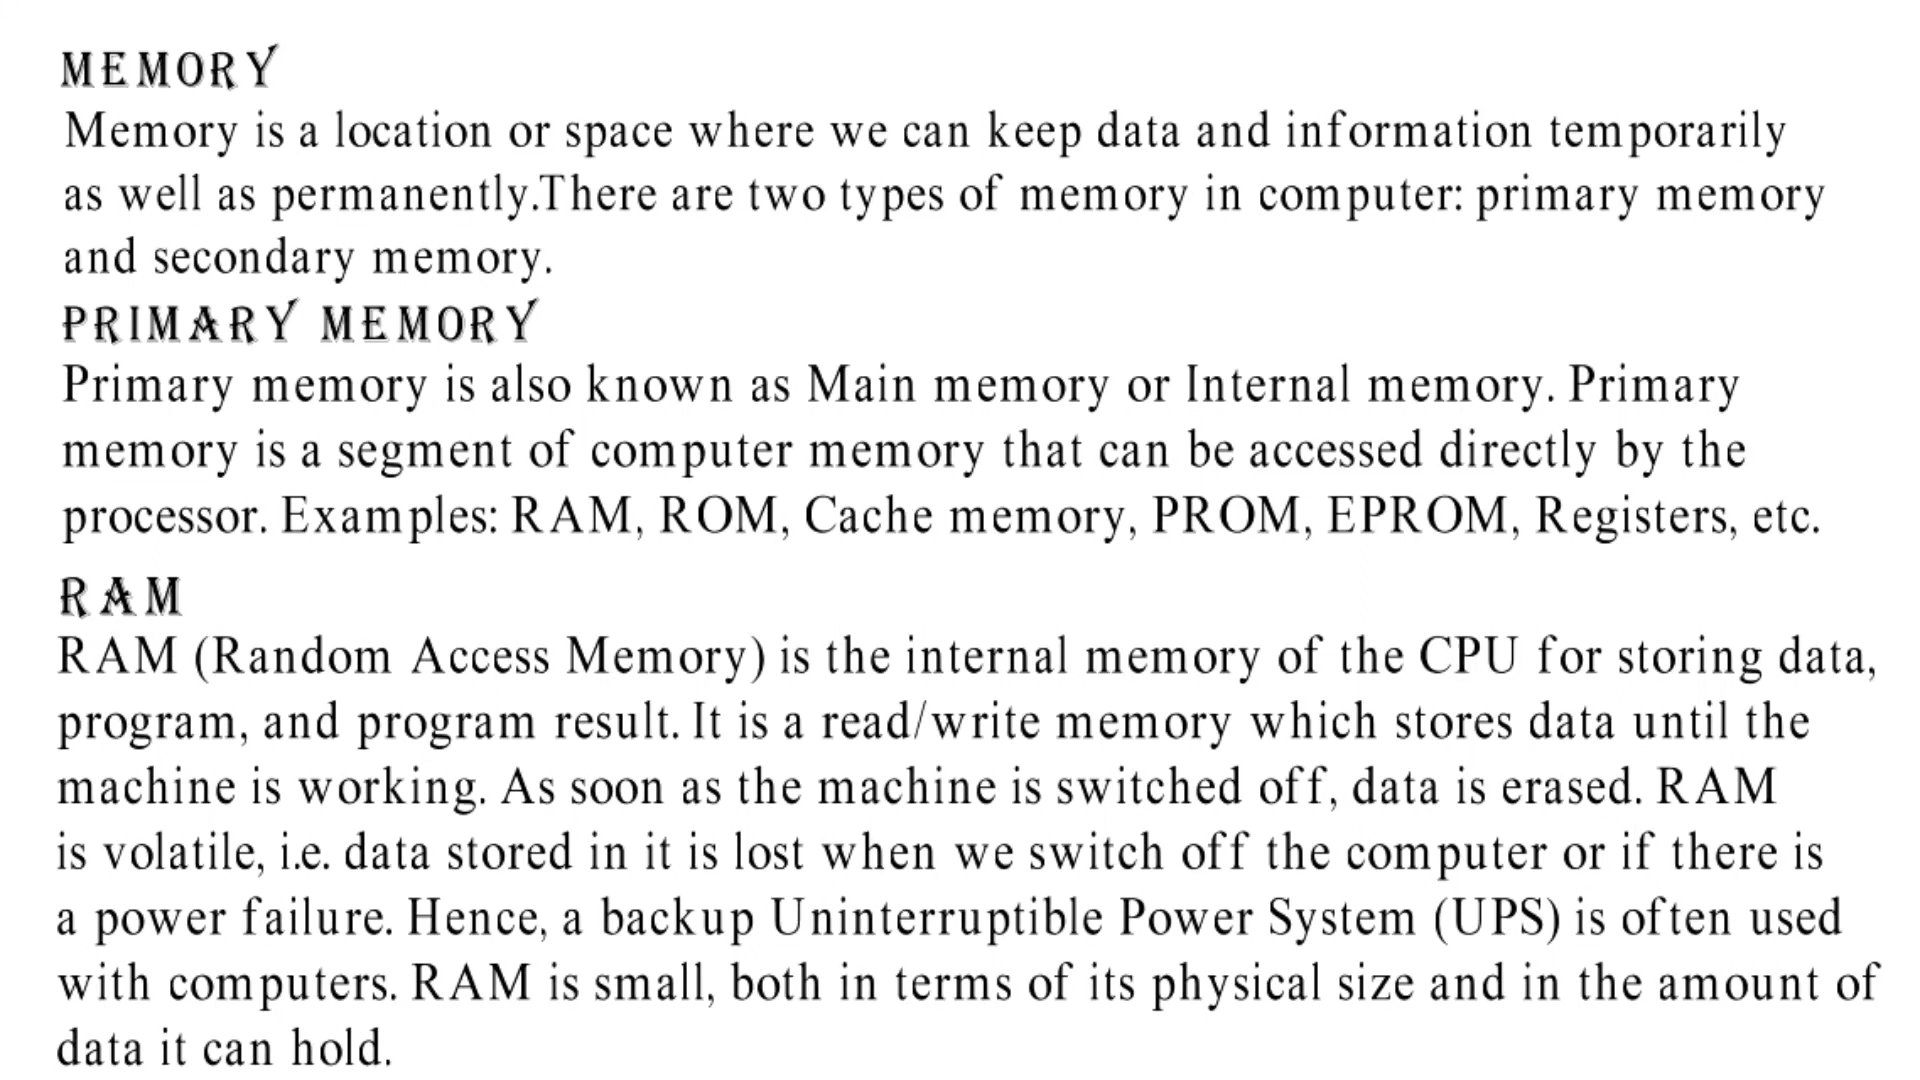 MEMORY
Memory is a location or space where we can keep data and information temporarily
as well as permanently.There are two types of memory in computer: primary memory
and secondary memory.
PRIMARY MEMORY
Primary memory is also known as Main memory or Internal memory. Primary
memory is a segment of computer memory that can be accessed directly by the
processor. Examples: RAM, ROM, Cache memory, PROM, EPROM, Registers, etc.
RAM
RAM (Random Access Memory) is the internal memory of the CPU for storing data,
program, and program result. It is a read/write memory which stores data until the
machine is working. As soon as the machine is switched off, data is erased. RAM
is volatile, i.e. data stored in it is lost when we switch off the computer or if there is
a power failure. Hence, a backup Uninterruptible Power System (UPS) is often used
with computers. RAM is small, both in terms of its physical size and in the amount of
data it can hold.